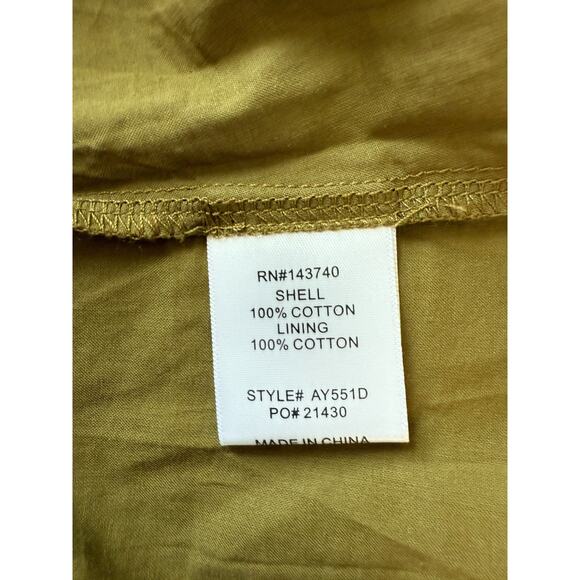 RN#143740
SHELL
100% COTTON
LINING
100% COTTON
STYLE# AY551D
PO# 21430
MADE IN CHINA